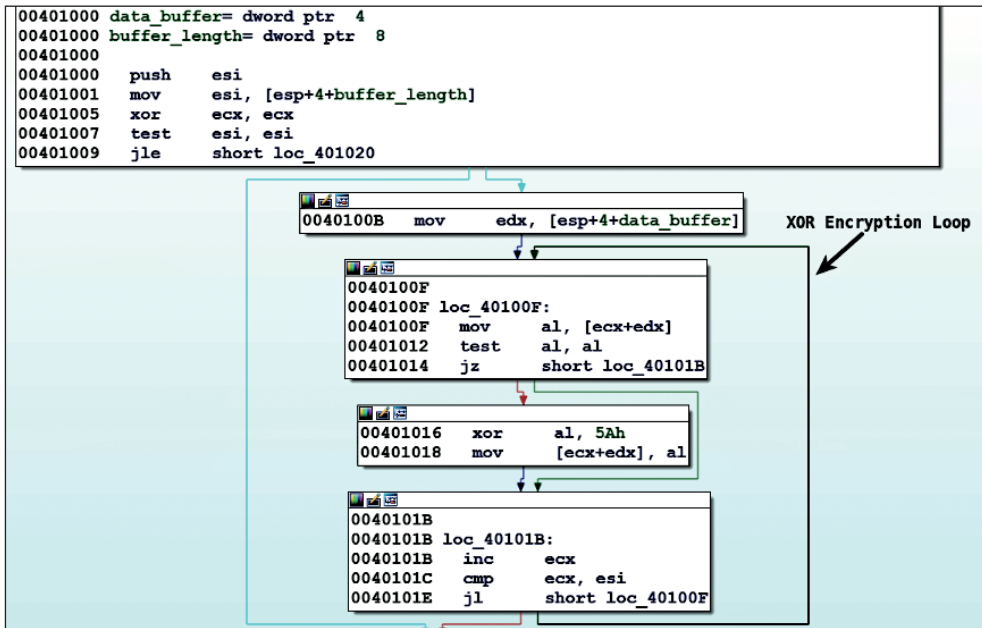 00401000 data_buffer= dword ptr  4
00401000 buffer_length= dword ptr  8
00401000
00401000   push    esi
00401001   mov     esi, [esp+4+buffer_length]
00401005   xor     ecx, ecx
00401007   test    esi, esi
00401009   jle     short loc_401020
0040100B   mov     edx, [esp+4+data_buffer]
XOR Encryption Loop
0040100F
0040100F loc_40100F:
0040100F   mov     al, [ecx+edx]
00401012   test    al, al
00401014   jz      short loc_40101B
00401016   xor     al, 5Ah
00401018   mov     [ecx+edx], al
0040101B
0040101B loc_40101B:
0040101B   inc     ecx
0040101C   cmp     ecx, esi
0040101E   jl      short loc_40100F